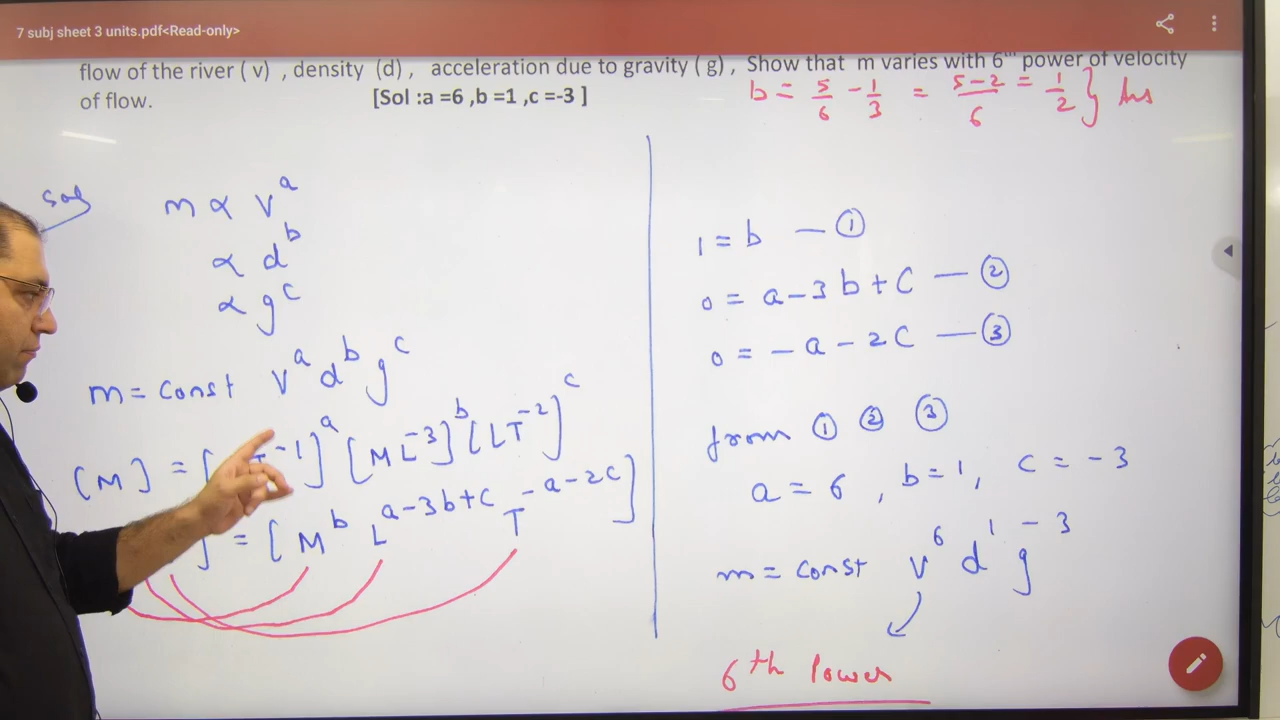 7 subj sheet 3 units.pdf<Read-only>
flow of the river ( v) , density (d) , acceleration due to gravity ( g) , Show that m varies with 6th power of velocity
of flow. [Sol :a =6 ,b =1 ,c =-3 ]
b = 5/6 - 1/3 = 5-2/6 = 1/2 } Ans
Sol
m ∝ v^a
∝ d^b
∝ g^c
m = const v^a d^b g^c
[M] = [ T^-1]^a [M L^-3]^b [L T^-2]^c
] = [M^b L^a-3b+c T^-a-2c]
1 = b — ①
0 = a-3b+c — ②
0 = -a-2c — ③
from ① ② ③
a = 6 , b=1, c = -3
m = const v^6 d^1 g^-3
6th Power